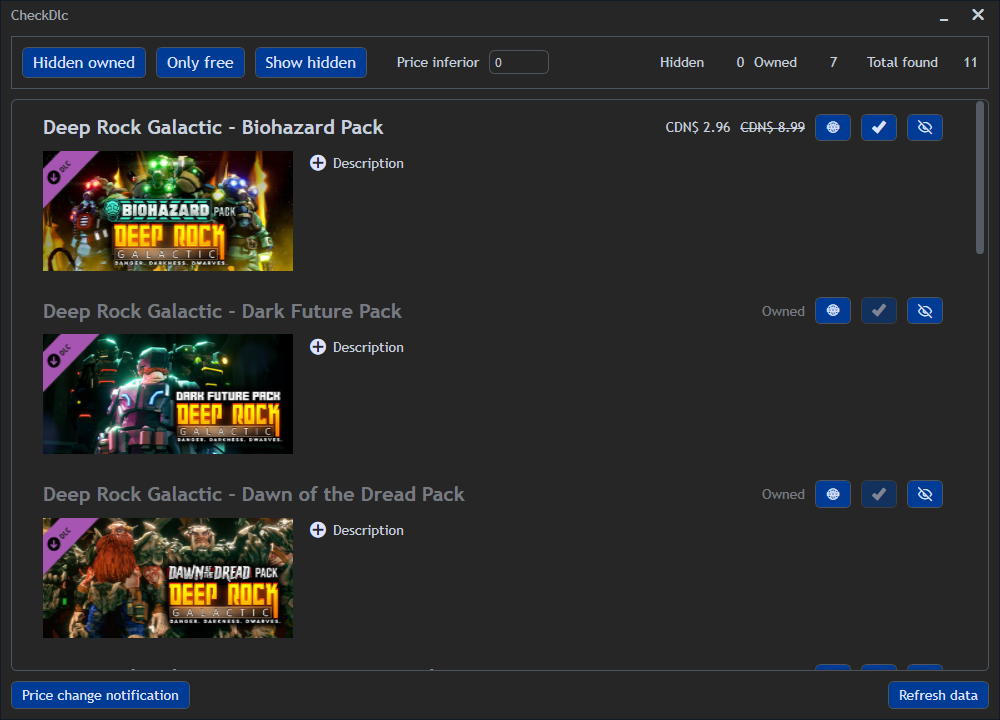 CheckDlc
Hidden owned Only free Show hidden Price inferior 0 Hidden 0 Owned 7 Total found 11
Deep Rock Galactic - Biohazard Pack CDN$ 2.96 CDN$ 8.99
DLC
Description
BIOHAZARD PACK
DEEP ROCK
GALACTIC
DANGER. DARKNESS. DWARVES.
Deep Rock Galactic - Dark Future Pack Owned
DLC
Description
DARK FUTURE PACK
DEEP ROCK
GALACTIC
DANGER. DARKNESS. DWARVES.
Deep Rock Galactic - Dawn of the Dread Pack Owned
DLC
Description
DAWN OF THE DREAD PACK
DEEP ROCK
GALACTIC
DANGER. DARKNESS. DWARVES.
Price change notification Refresh data